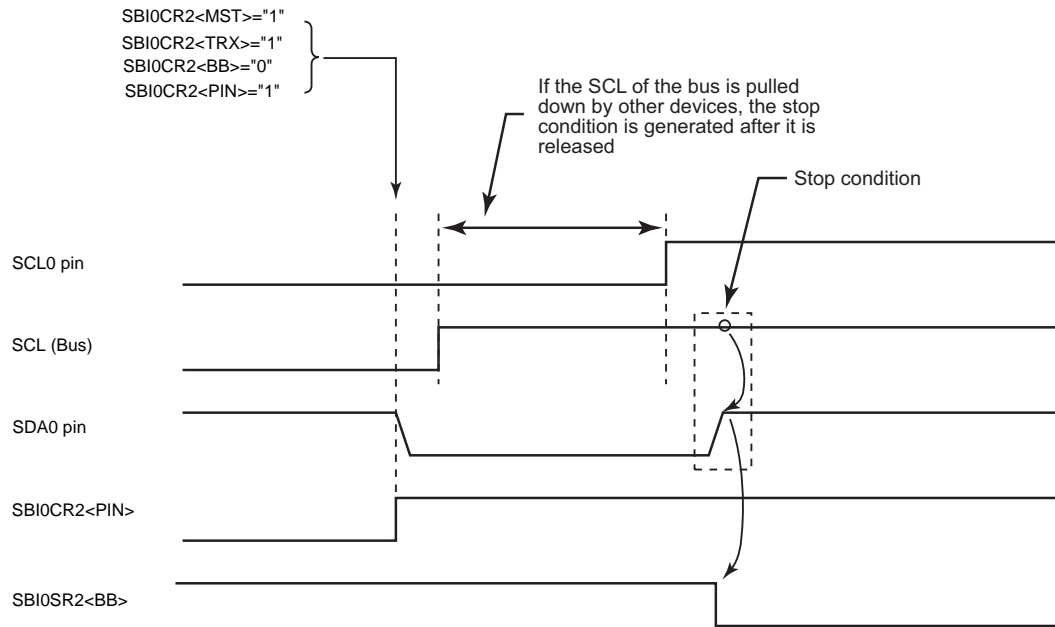 SBI0CR2<MST>="1"
SBI0CR2<TRX>="1"
SBI0CR2<BB>="0"
SBI0CR2<PIN>="1"
If the SCL of the bus is pulled
down by other devices, the stop
condition is generated after it is
released
Stop condition
SCL0 pin
SCL (Bus)
SDA0 pin
SBI0CR2<PIN>
SBI0SR2<BB>